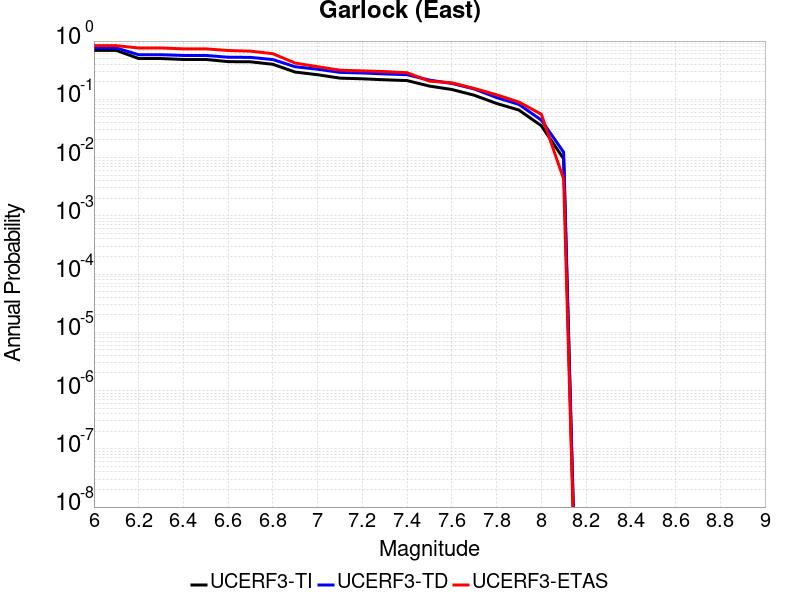 Garlock (East)
10^0
10^-1
10^-2
10^-3
10^-4
10^-5
10^-6
10^-7
10^-8
Annual Probability
6 6.2 6.4 6.6 6.8 7 7.2 7.4 7.6 7.8 8 8.2 8.4 8.6 8.8 9
Magnitude
UCERF3-TI UCERF3-TD UCERF3-ETAS